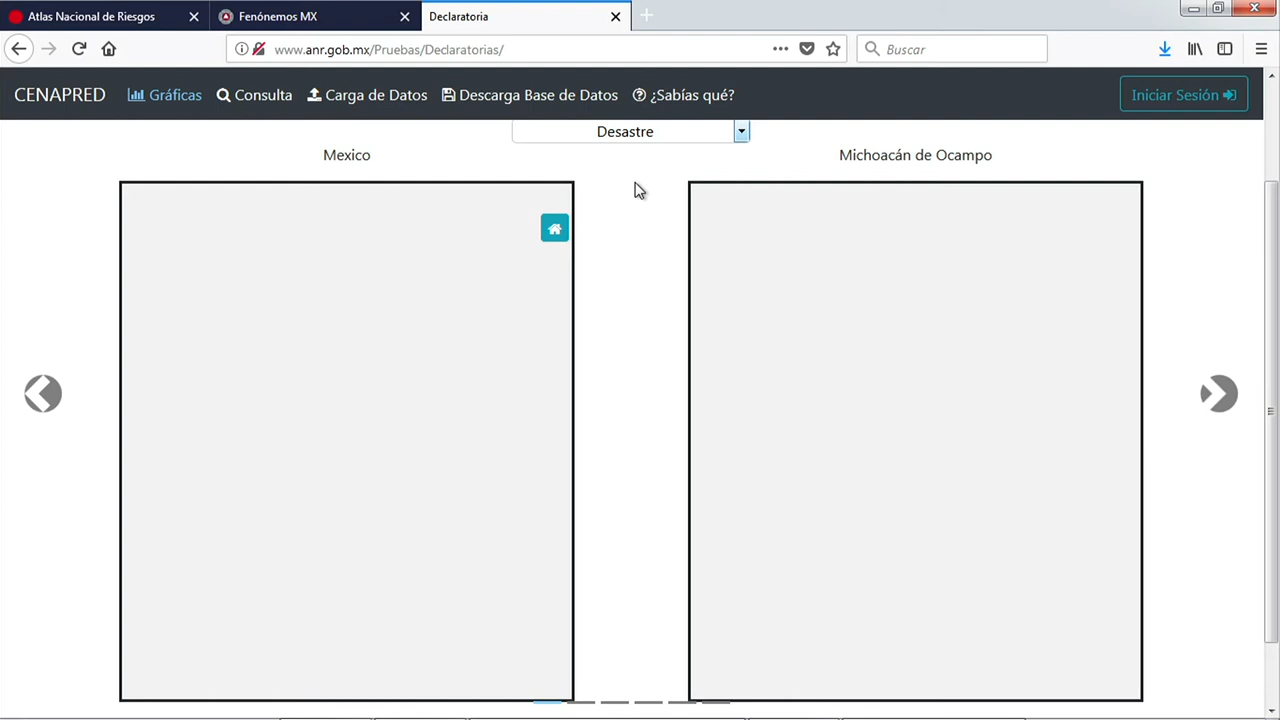 Atlas Nacional de Riesgos
Fenónemos MX
Declaratoria
www.anr.gob.mx/Pruebas/Declaratorias/
Buscar
CENAPRED Gráficas Consulta Carga de Datos Descarga Base de Datos ¿Sabías qué? Iniciar Sesión
Desastre
Mexico
Michoacán de Ocampo